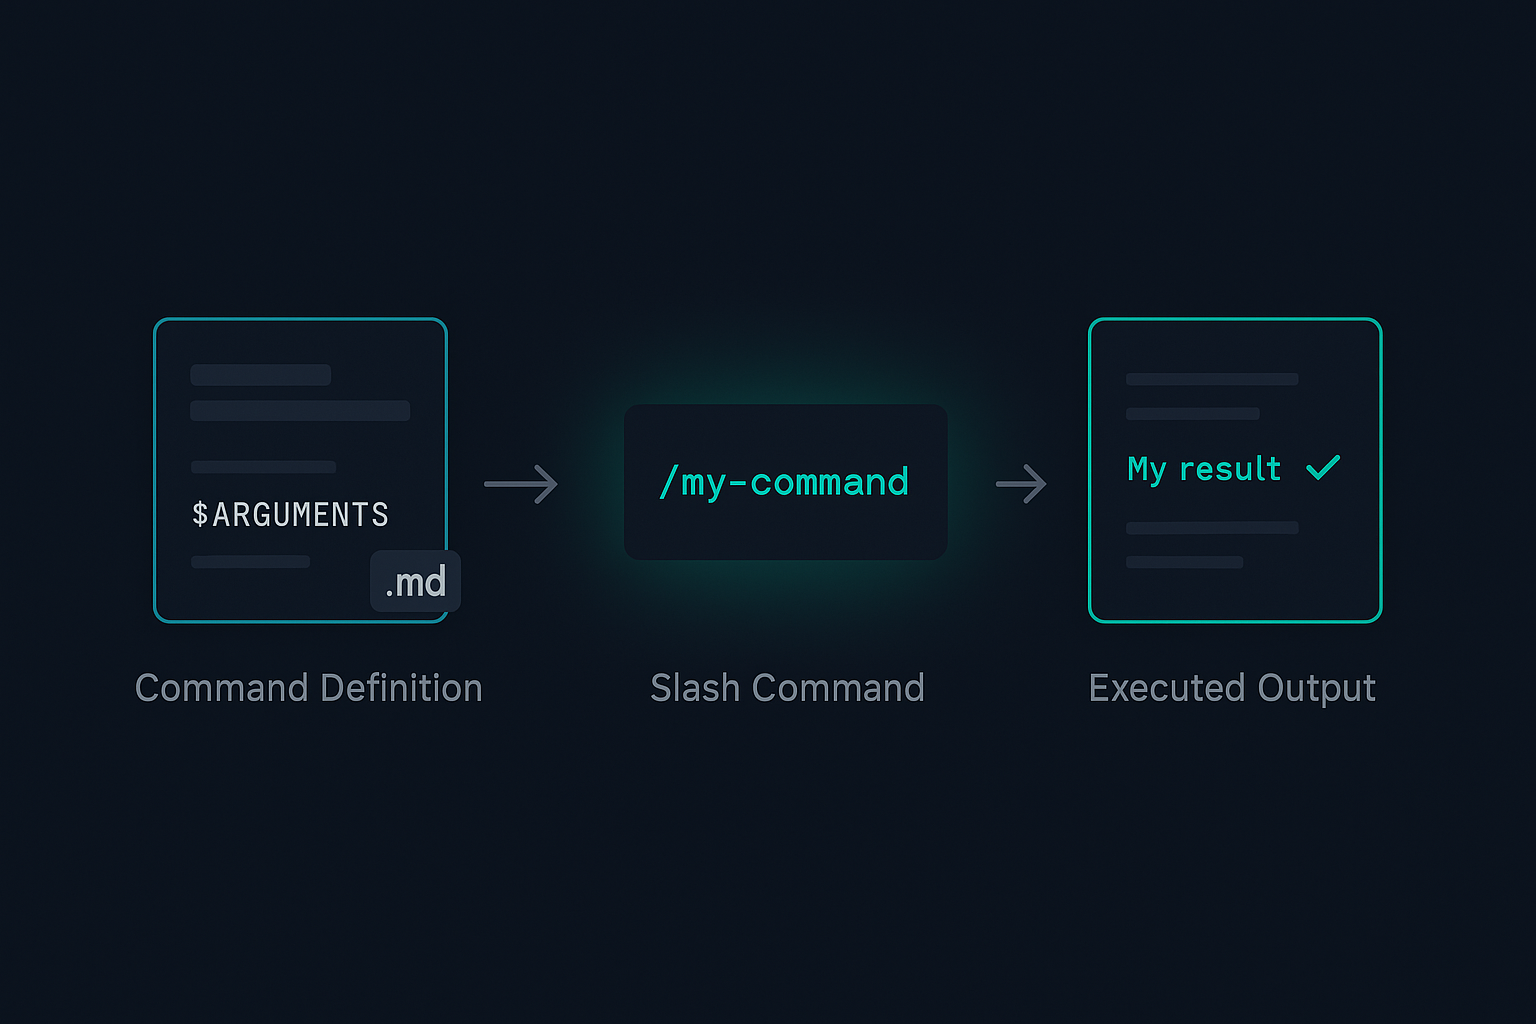 $ARGUMENTS
.md
Command Definition
/my-command
Slash Command
My result
Executed Output